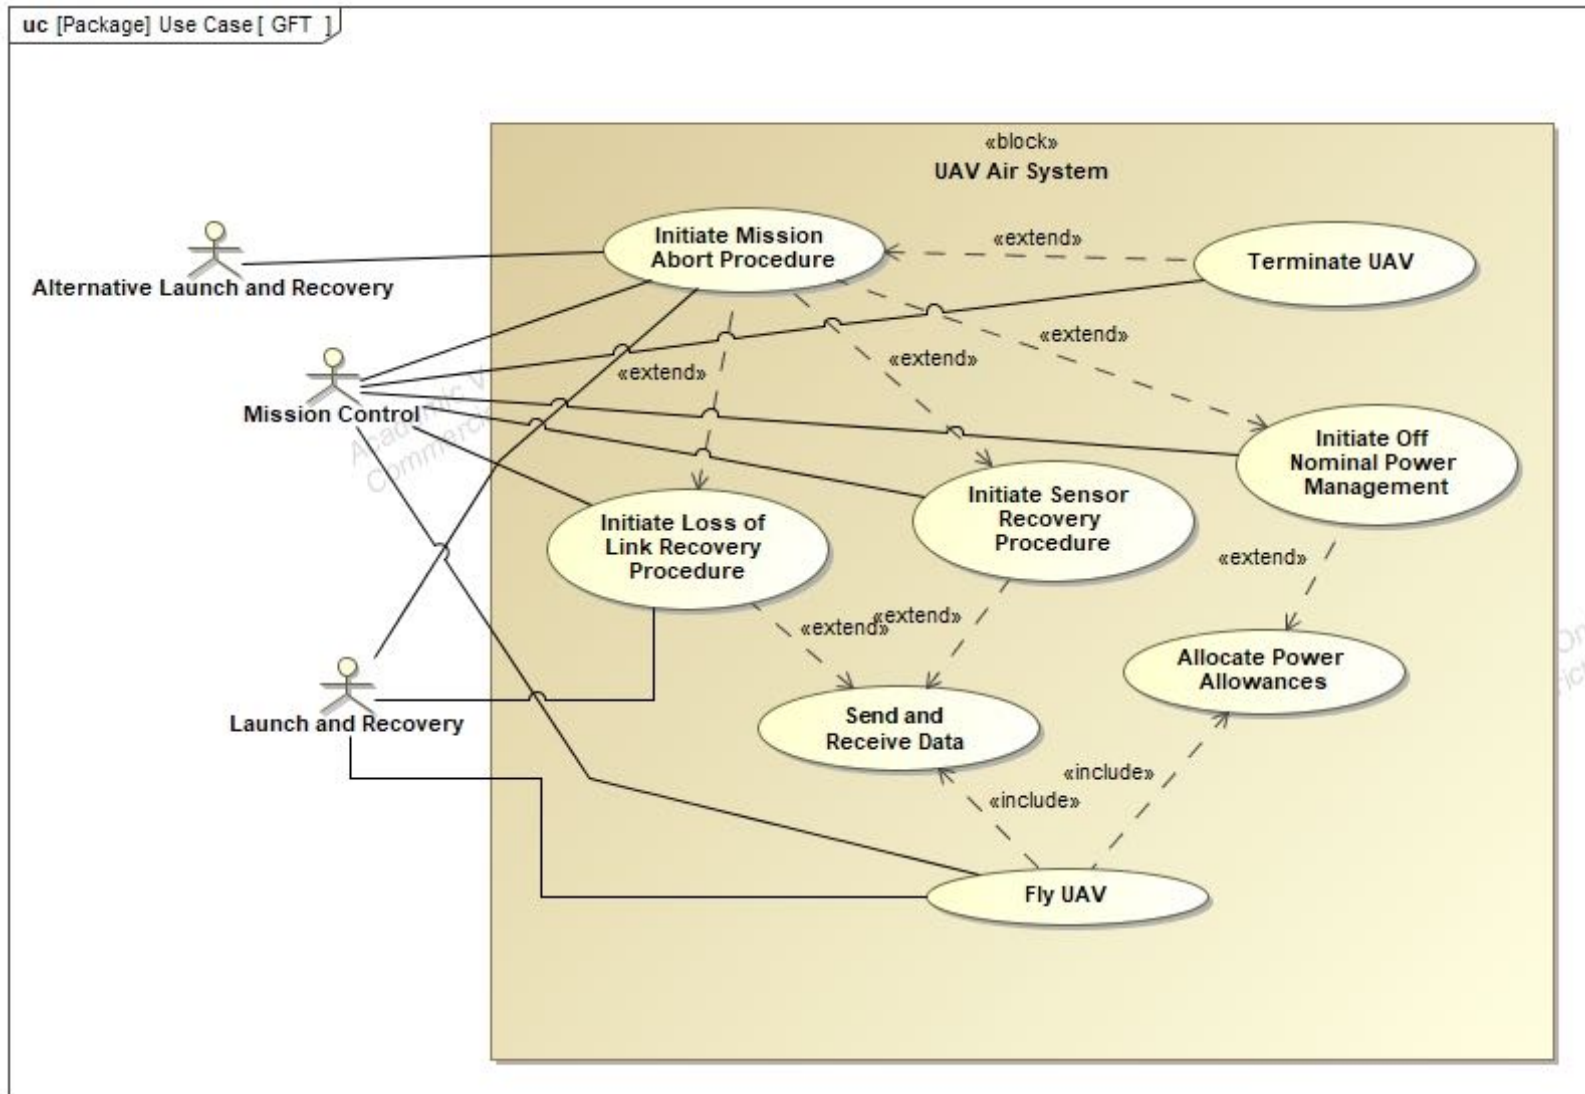 uc [Package] Use Case [ GFT ]
«block»
UAV Air System
Initiate Mission
Abort Procedure
«extend»
Terminate UAV
Alternative Launch and Recovery
«extend»
«extend»
«extend»
Mission Control
Academic V
Commerci
Initiate Off
Nominal Power
Management
Initiate Loss of
Link Recovery
Procedure
Initiate Sensor
Recovery
Procedure
«extend»
«extend»
«extend»
Allocate Power
Allowances
Launch and Recovery
Send and
Receive Data
«include»
«include»
Fly UAV